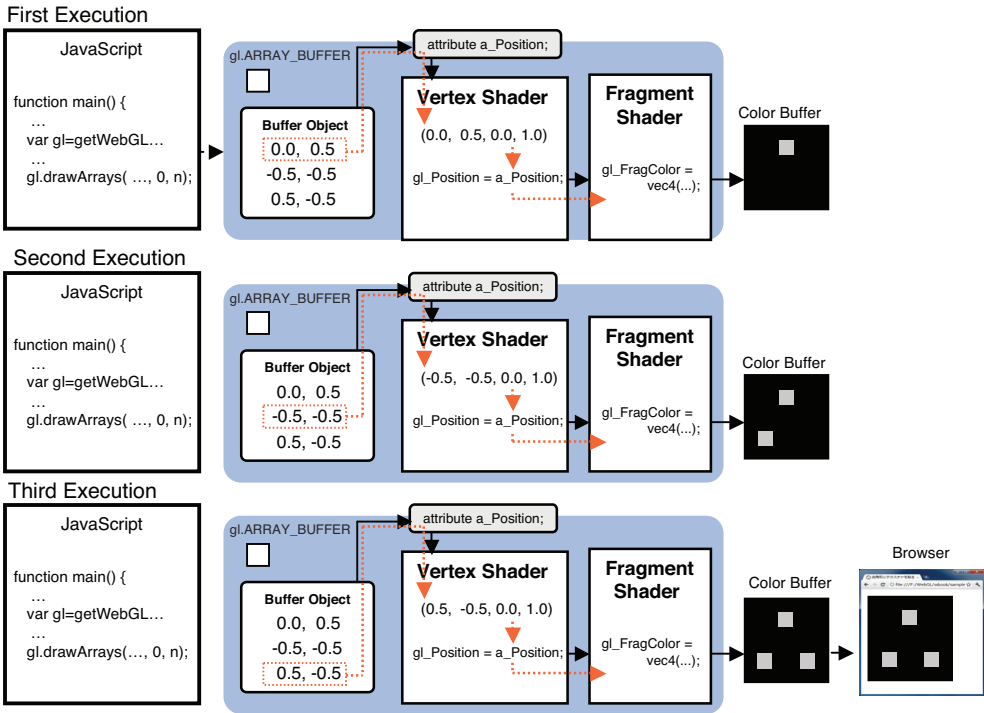 First Execution
JavaScript
function main() {
…
var gl=getWebGL…
…
gl.drawArrays( …, 0, n);
gl.ARRAY_BUFFER
Buffer Object
0.0, 0.5
-0.5, -0.5
0.5, -0.5
attribute a_Position;
Vertex Shader
(0.0, 0.5, 0.0, 1.0)
gl_Position = a_Position;
Fragment
Shader
gl_FragColor =
vec4(...);
Color Buffer
Second Execution
JavaScript
function main() {
…
var gl=getWebGL…
…
gl.drawArrays( …, 0, n);
gl.ARRAY_BUFFER
Buffer Object
0.0, 0.5
-0.5, -0.5
0.5, -0.5
attribute a_Position;
Vertex Shader
(-0.5, -0.5, 0.0, 1.0)
gl_Position = a_Position;
Fragment
Shader
gl_FragColor =
vec4(...);
Color Buffer
Third Execution
JavaScript
function main() {
…
var gl=getWebGL…
…
gl.drawArrays(…, 0, n);
gl.ARRAY_BUFFER
Buffer Object
0.0, 0.5
-0.5, -0.5
0.5, -0.5
attribute a_Position;
Vertex Shader
(0.5, -0.5, 0.0, 1.0)
gl_Position = a_Position;
Fragment
Shader
gl_FragColor =
vec4(...);
Color Buffer
Browser